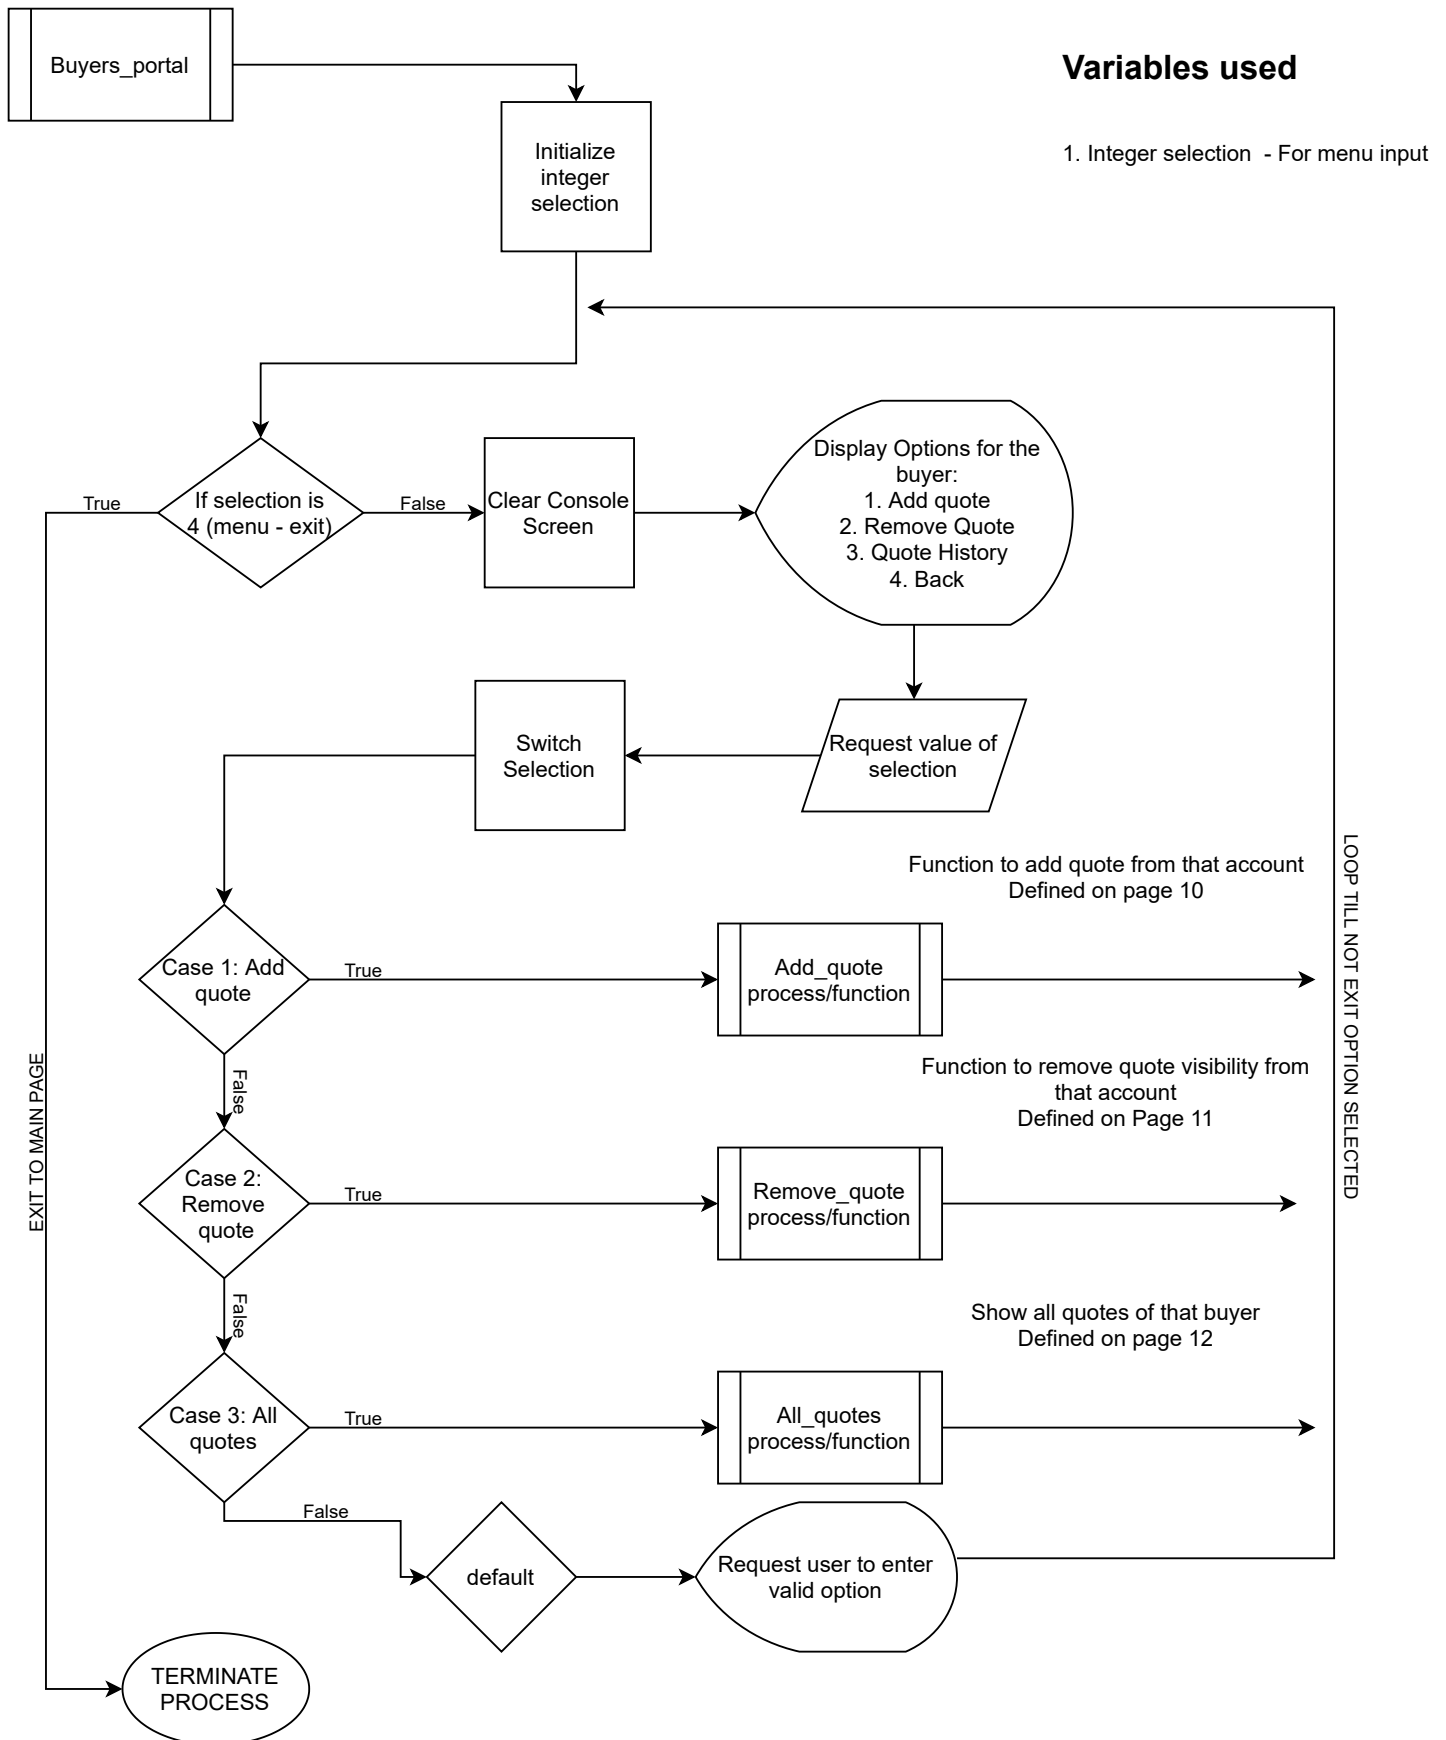 Buyers_portal
Variables used
Initialize
integer
selection
1. Integer selection  - For menu input
If selection is
4 (menu - exit)
True
False
Clear Console
Screen
Display Options for the
buyer:
1. Add quote
2. Remove Quote
3. Quote History
4. Back
Switch
Selection
Request value of
selection
Function to add quote from that account
Defined on page 10
LOOP TILL NOT EXIT OPTION SELECTED
Case 1: Add
quote
True
Add_quote
process/function
False
EXIT TO MAIN PAGE
Function to remove quote visibility from
that account
Defined on Page 11
Case 2:
Remove
quote
True
Remove_quote
process/function
False
Show all quotes of that buyer
Defined on page 12
Case 3: All
quotes
True
All_quotes
process/function
False
default
Request user to enter
valid option
TERMINATE
PROCESS